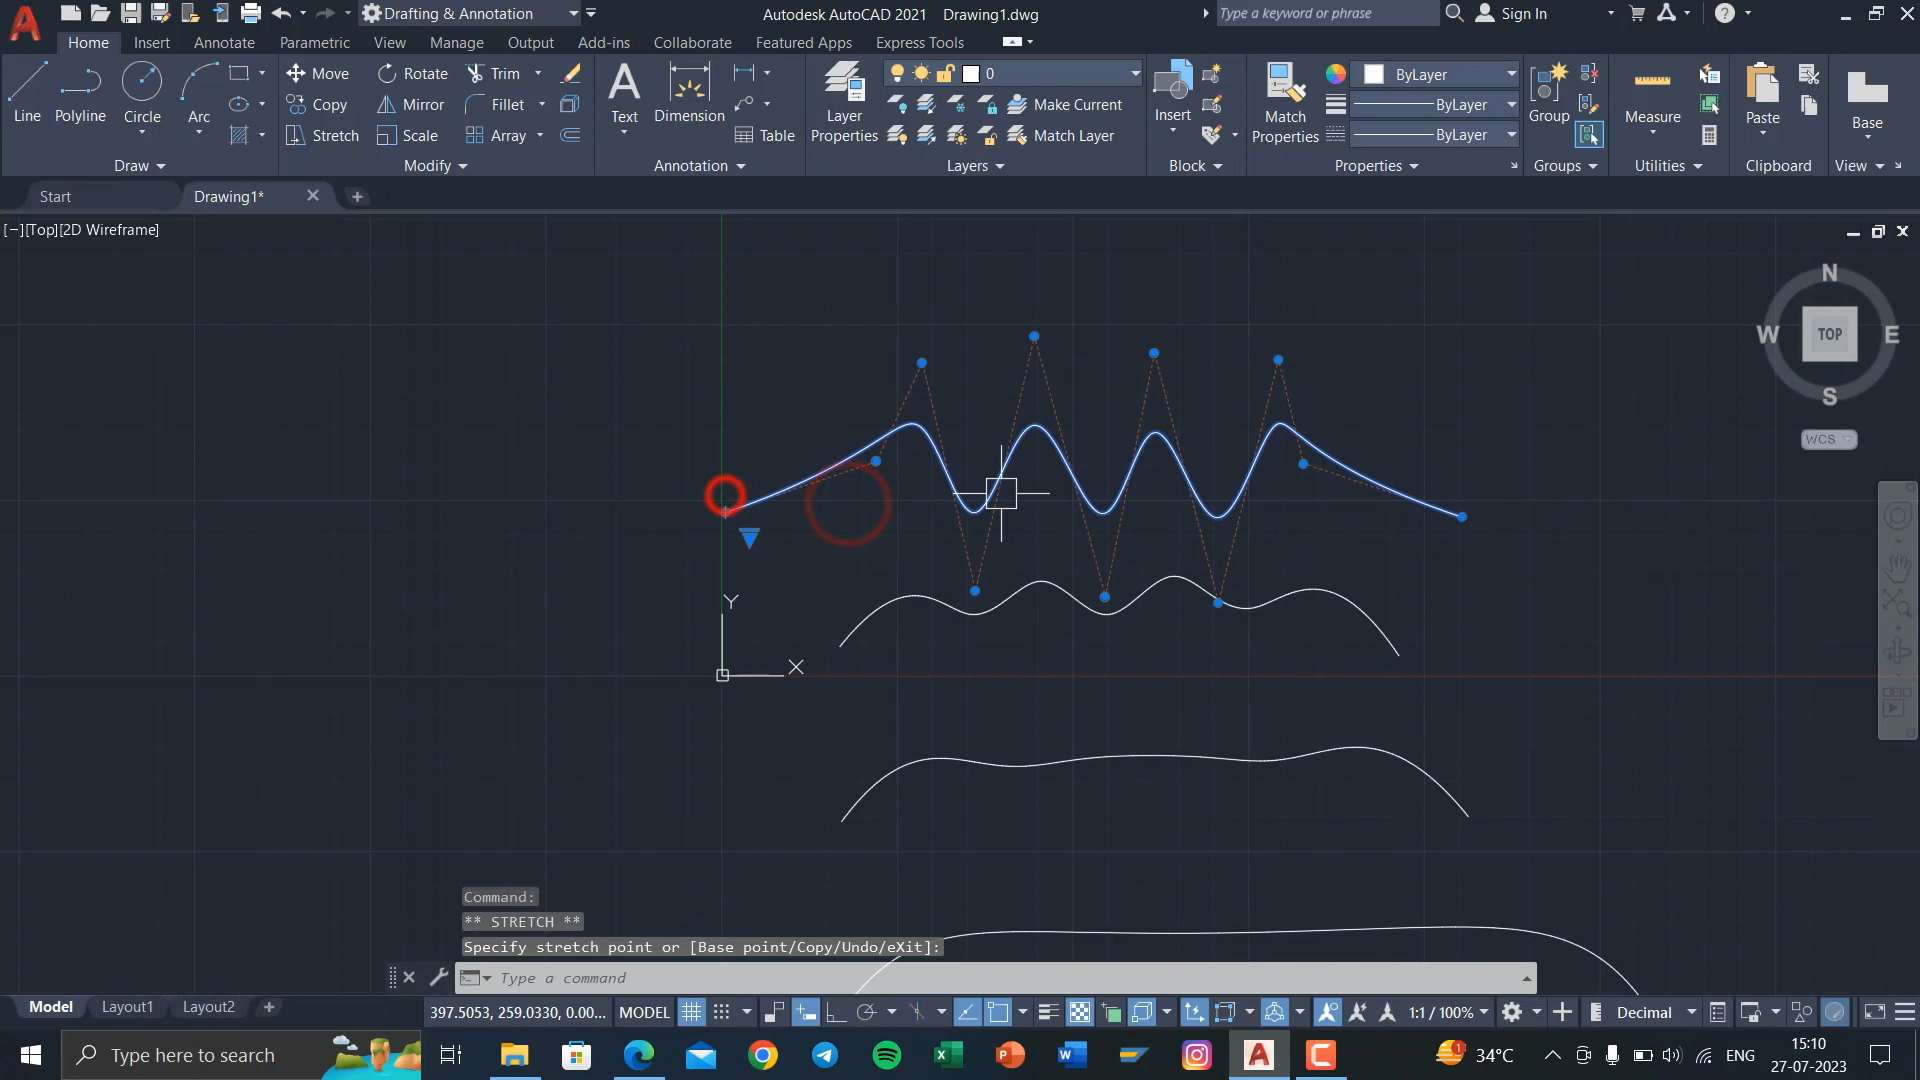 Drafting & Annotation
Autodesk AutoCAD 2021 Drawing1.dwg
Type a keyword or phrase
Sign In
Home Insert Annotate Parametric View Manage Output Add-ins Collaborate Featured Apps Express Tools
Line
Polyline
Circle
Arc
Move
Copy
Stretch
Rotate
Mirror
Scale
Trim
Fillet
Array
Text
Dimension
Table
Layer
Properties
0
Make Current
Match Layer
Insert
Match
Properties
ByLayer
ByLayer
ByLayer
Group
Measure
Paste
Base
Draw
Modify
Annotation
Layers
Block
Properties
Groups
Utilities
Clipboard
View
Start
Drawing1*
[−][Top][2D Wireframe]
N
W
TOP
E
S
WCS
Y
X
Command:
** STRETCH **
Specify stretch point or [Base point/Copy/Undo/eXit]:
Type a command
Model Layout1 Layout2
397.5053, 259.0330, 0.00... MODEL
1:1 / 100%
Decimal
Type here to search
34°C
ENG
15:10
27-07-2023